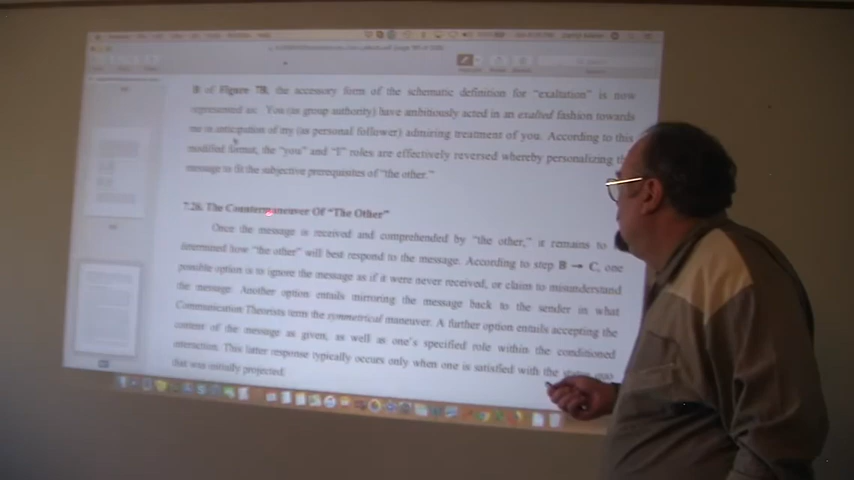 B of Figure 7B, the accessory form of the schematic definition for "exaltation" is now
represented as: You (as group authority) have ambitiously acted in an exalted fashion towards
me in anticipation of my (as personal follower) admiring treatment of you. According to this
modified format, the "you" and "I" roles are effectively reversed whereby personalizing
message to fit the subjective prerequisites of "the other."
7.2B. The Countermaneuver Of "The Other"
Once the message is received and comprehended by "the other," it remains to
determined how "the other" will best respond to the message. According to step B → C, one
possible option is to ignore the message as if it were never received, or claim to misunderstand
the message. Another option entails mirroring the message back to the sender in what
Communication Theorists term the symmetrical maneuver. A further option entails accepting the
content of the message as given, as well as one's specified role within the conditioned
interaction. This latter response typically occurs only when one is satisfied with the status quo
that was initially projected.